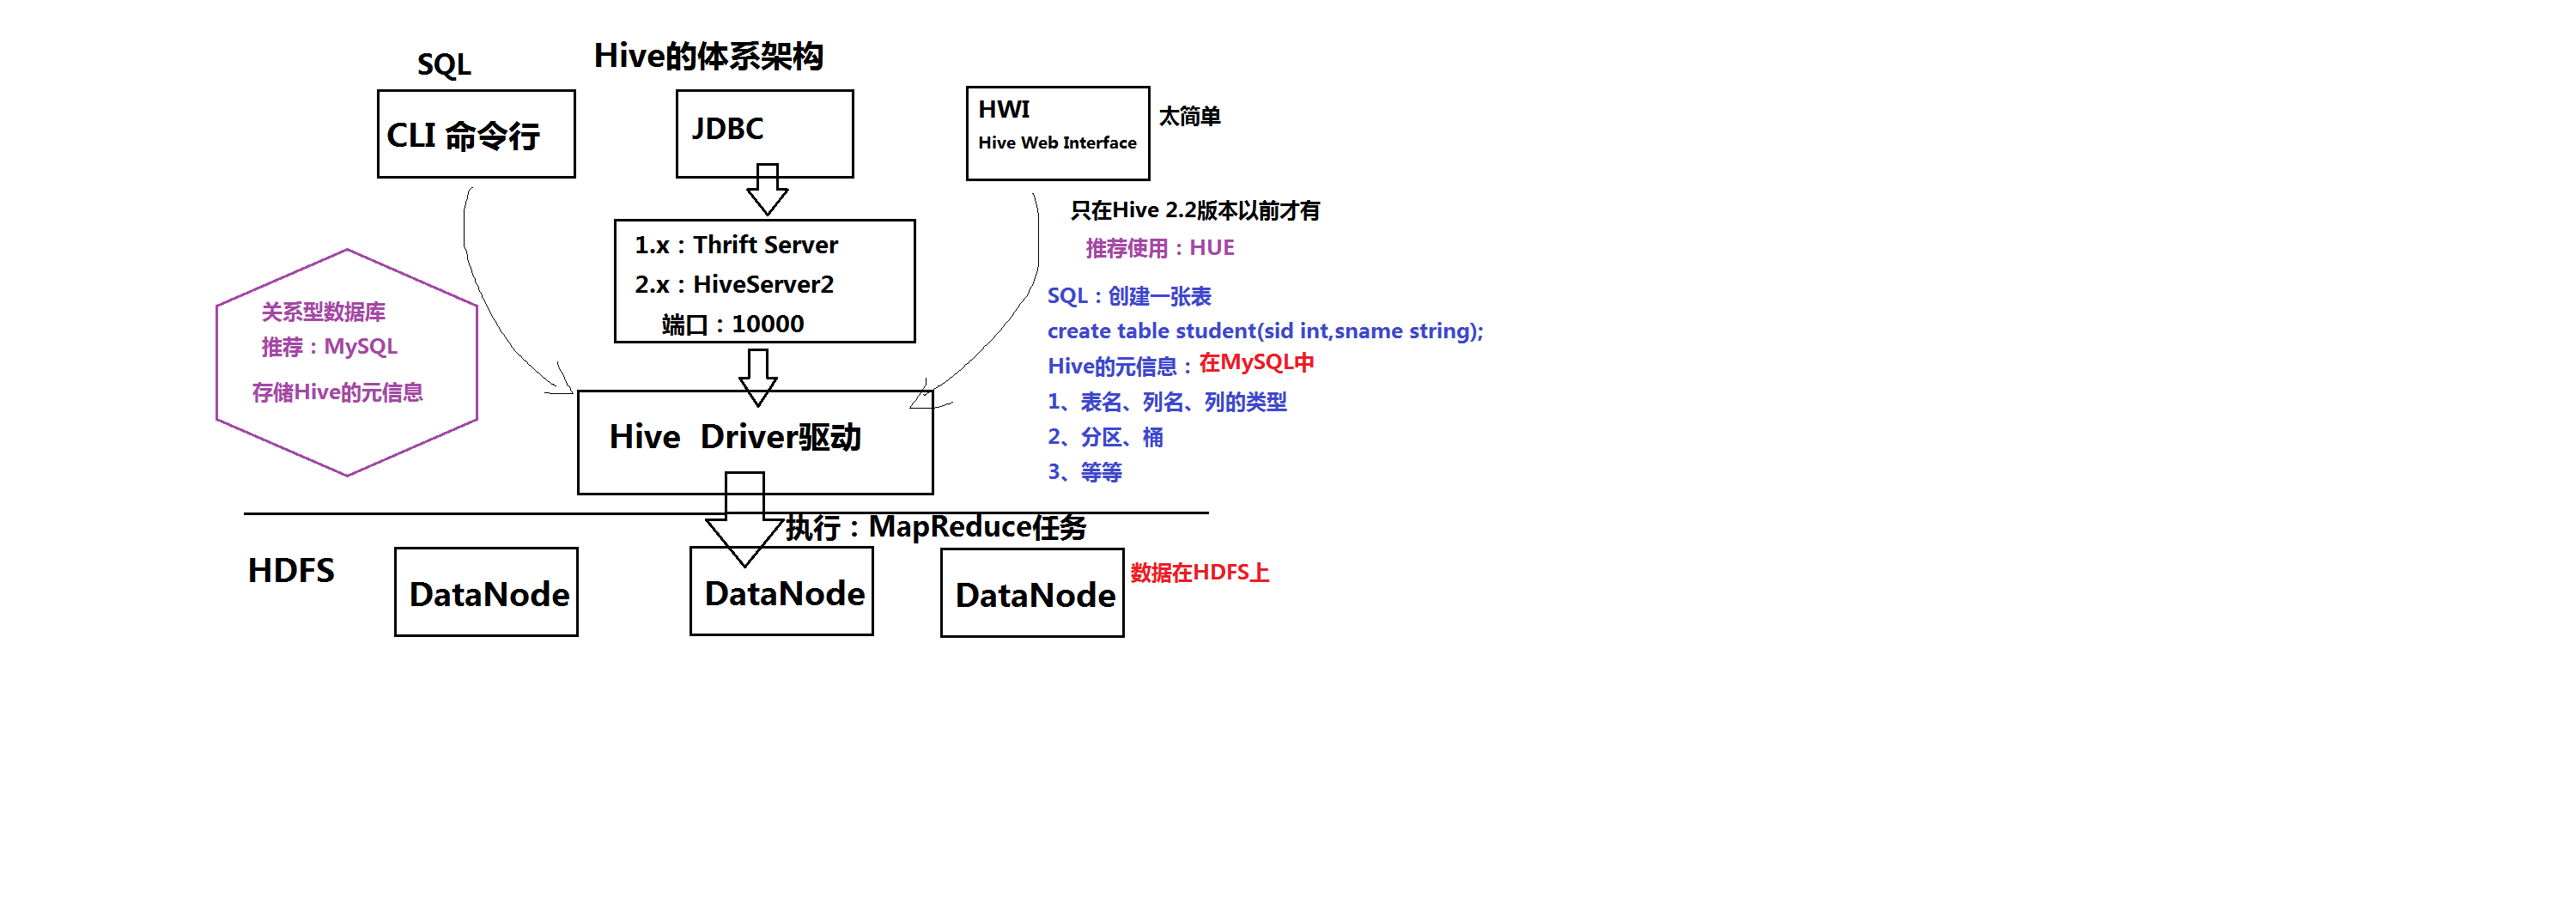 Hive的体系架构
SQL
CLI 命令行
JDBC
HWI
Hive Web Interface
太简单
只在Hive 2.2版本以前才有
推荐使用：HUE
1.x：Thrift Server
2.x：HiveServer2
端口：10000
关系型数据库
推荐：MySQL
存储Hive的元信息
SQL：创建一张表
create table student(sid int,sname string);
Hive的元信息：在MySQL中
1、表名、列名、列的类型
2、分区、桶
3、等等
Hive Driver驱动
执行：MapReduce任务
HDFS
DataNode
DataNode
DataNode
数据在HDFS上